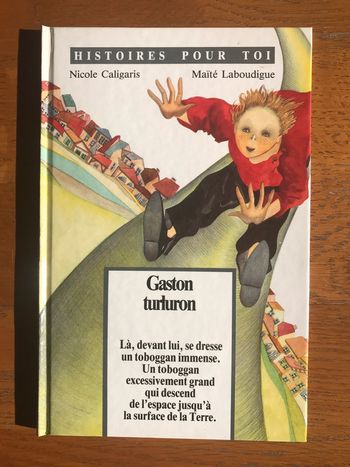 HISTOIRES POUR TOI
Nicole Caligaris Maïté Laboudigue
Gaston
turluron
Là, devant lui, se dresse
un toboggan immense.
Un toboggan
excessivement grand
qui descend
de l'espace jusqu'à
la surface de la Terre.